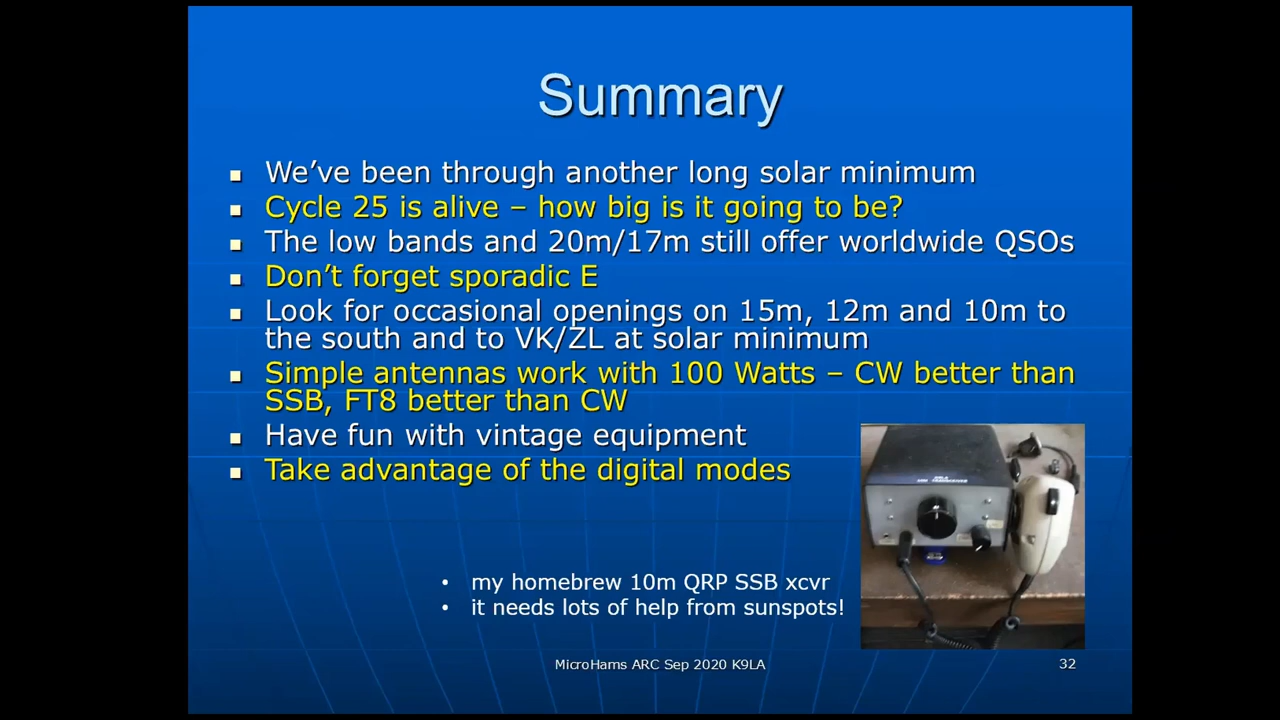 Summary
We've been through another long solar minimum
Cycle 25 is alive – how big is it going to be?
The low bands and 20m/17m still offer worldwide QSOs
Don't forget sporadic E
Look for occasional openings on 15m, 12m and 10m to
the south and to VK/ZL at solar minimum
Simple antennas work with 100 Watts – CW better than
SSB, FT8 better than CW
Have fun with vintage equipment
Take advantage of the digital modes
• my homebrew 10m QRP SSB xcvr
• it needs lots of help from sunspots!
MicroHams ARC Sep 2020 K9LA
32